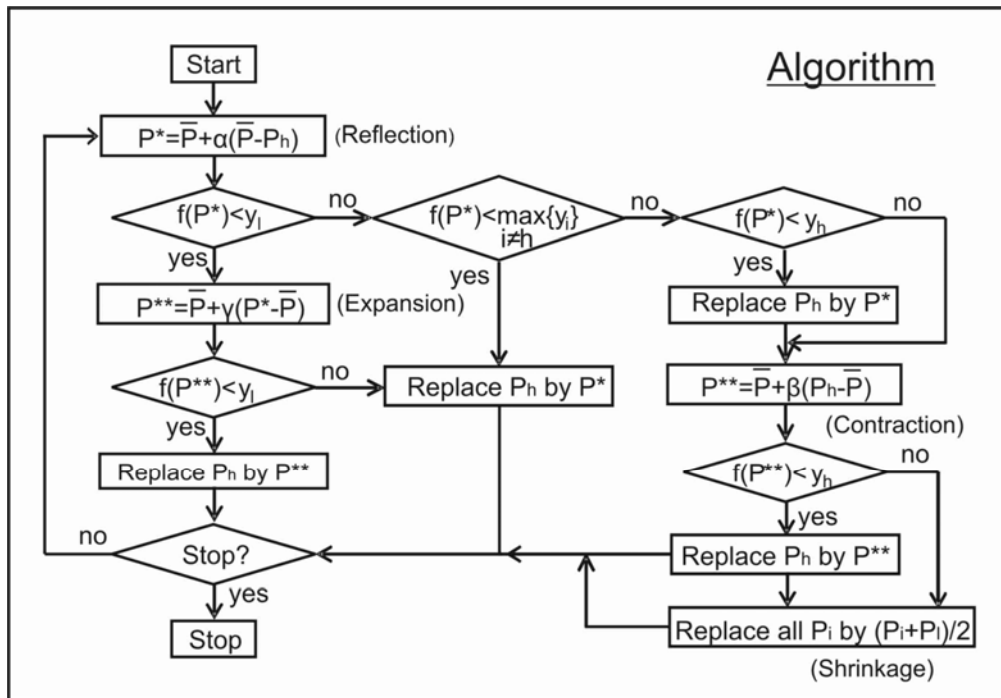 Algorithm
Start
P*=P̅+α(P̅-Pₕ)
(Reflection)
f(P*)<yₗ
no
f(P*)<max{yᵢ}
i≠h
no
f(P*)<yₕ
no
yes
yes
yes
P**=P̅+γ(P*-P̅)
(Expansion)
Replace Pₕ by P*
f(P**)<yₗ
no
Replace Pₕ by P*
P**=P̅+β(Pₕ-P̅)
(Contraction)
yes
Replace Pₕ by P**
f(P**)<yₕ
no
yes
no
Stop?
Replace Pₕ by P**
yes
Stop
Replace all Pᵢ by (Pᵢ+Pₗ)/2
(Shrinkage)